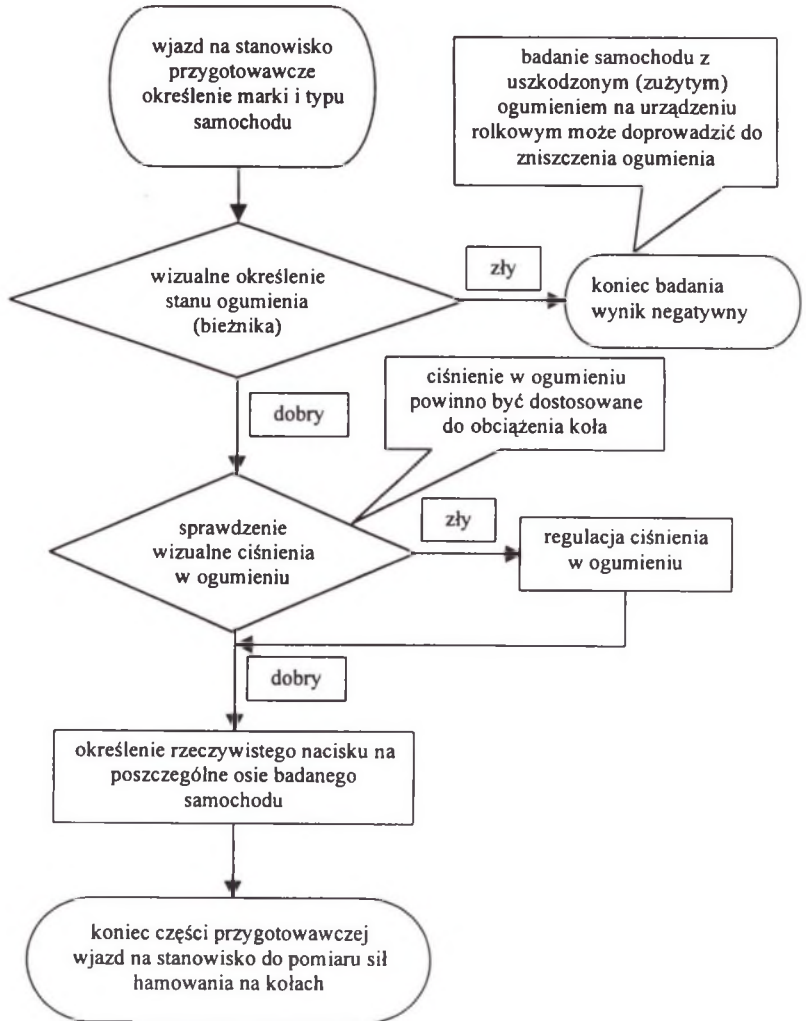 wjazd na stanowisko
przygotowawcze
określenie marki i typu
samochodu
badanie samochodu z
uszkodzonym (zużytym)
ogumieniem na urządzeniu
rolkowym może doprowadzić do
zniszczenia ogumienia
wizualne określenie
stanu ogumienia
(bieżnika)
zły
koniec badania
wynik negatywny
dobry
ciśnienie w ogumieniu
powinno być dostosowane
do obciążenia koła
sprawdzenie
wizualne ciśnienia
w ogumieniu
zły
regulacja ciśnienia
w ogumieniu
dobry
określenie rzeczywistego nacisku na
poszczególne osie badanego
samochodu
koniec części przygotowawczej
wjazd na stanowisko do pomiaru sił
hamowania na kołach